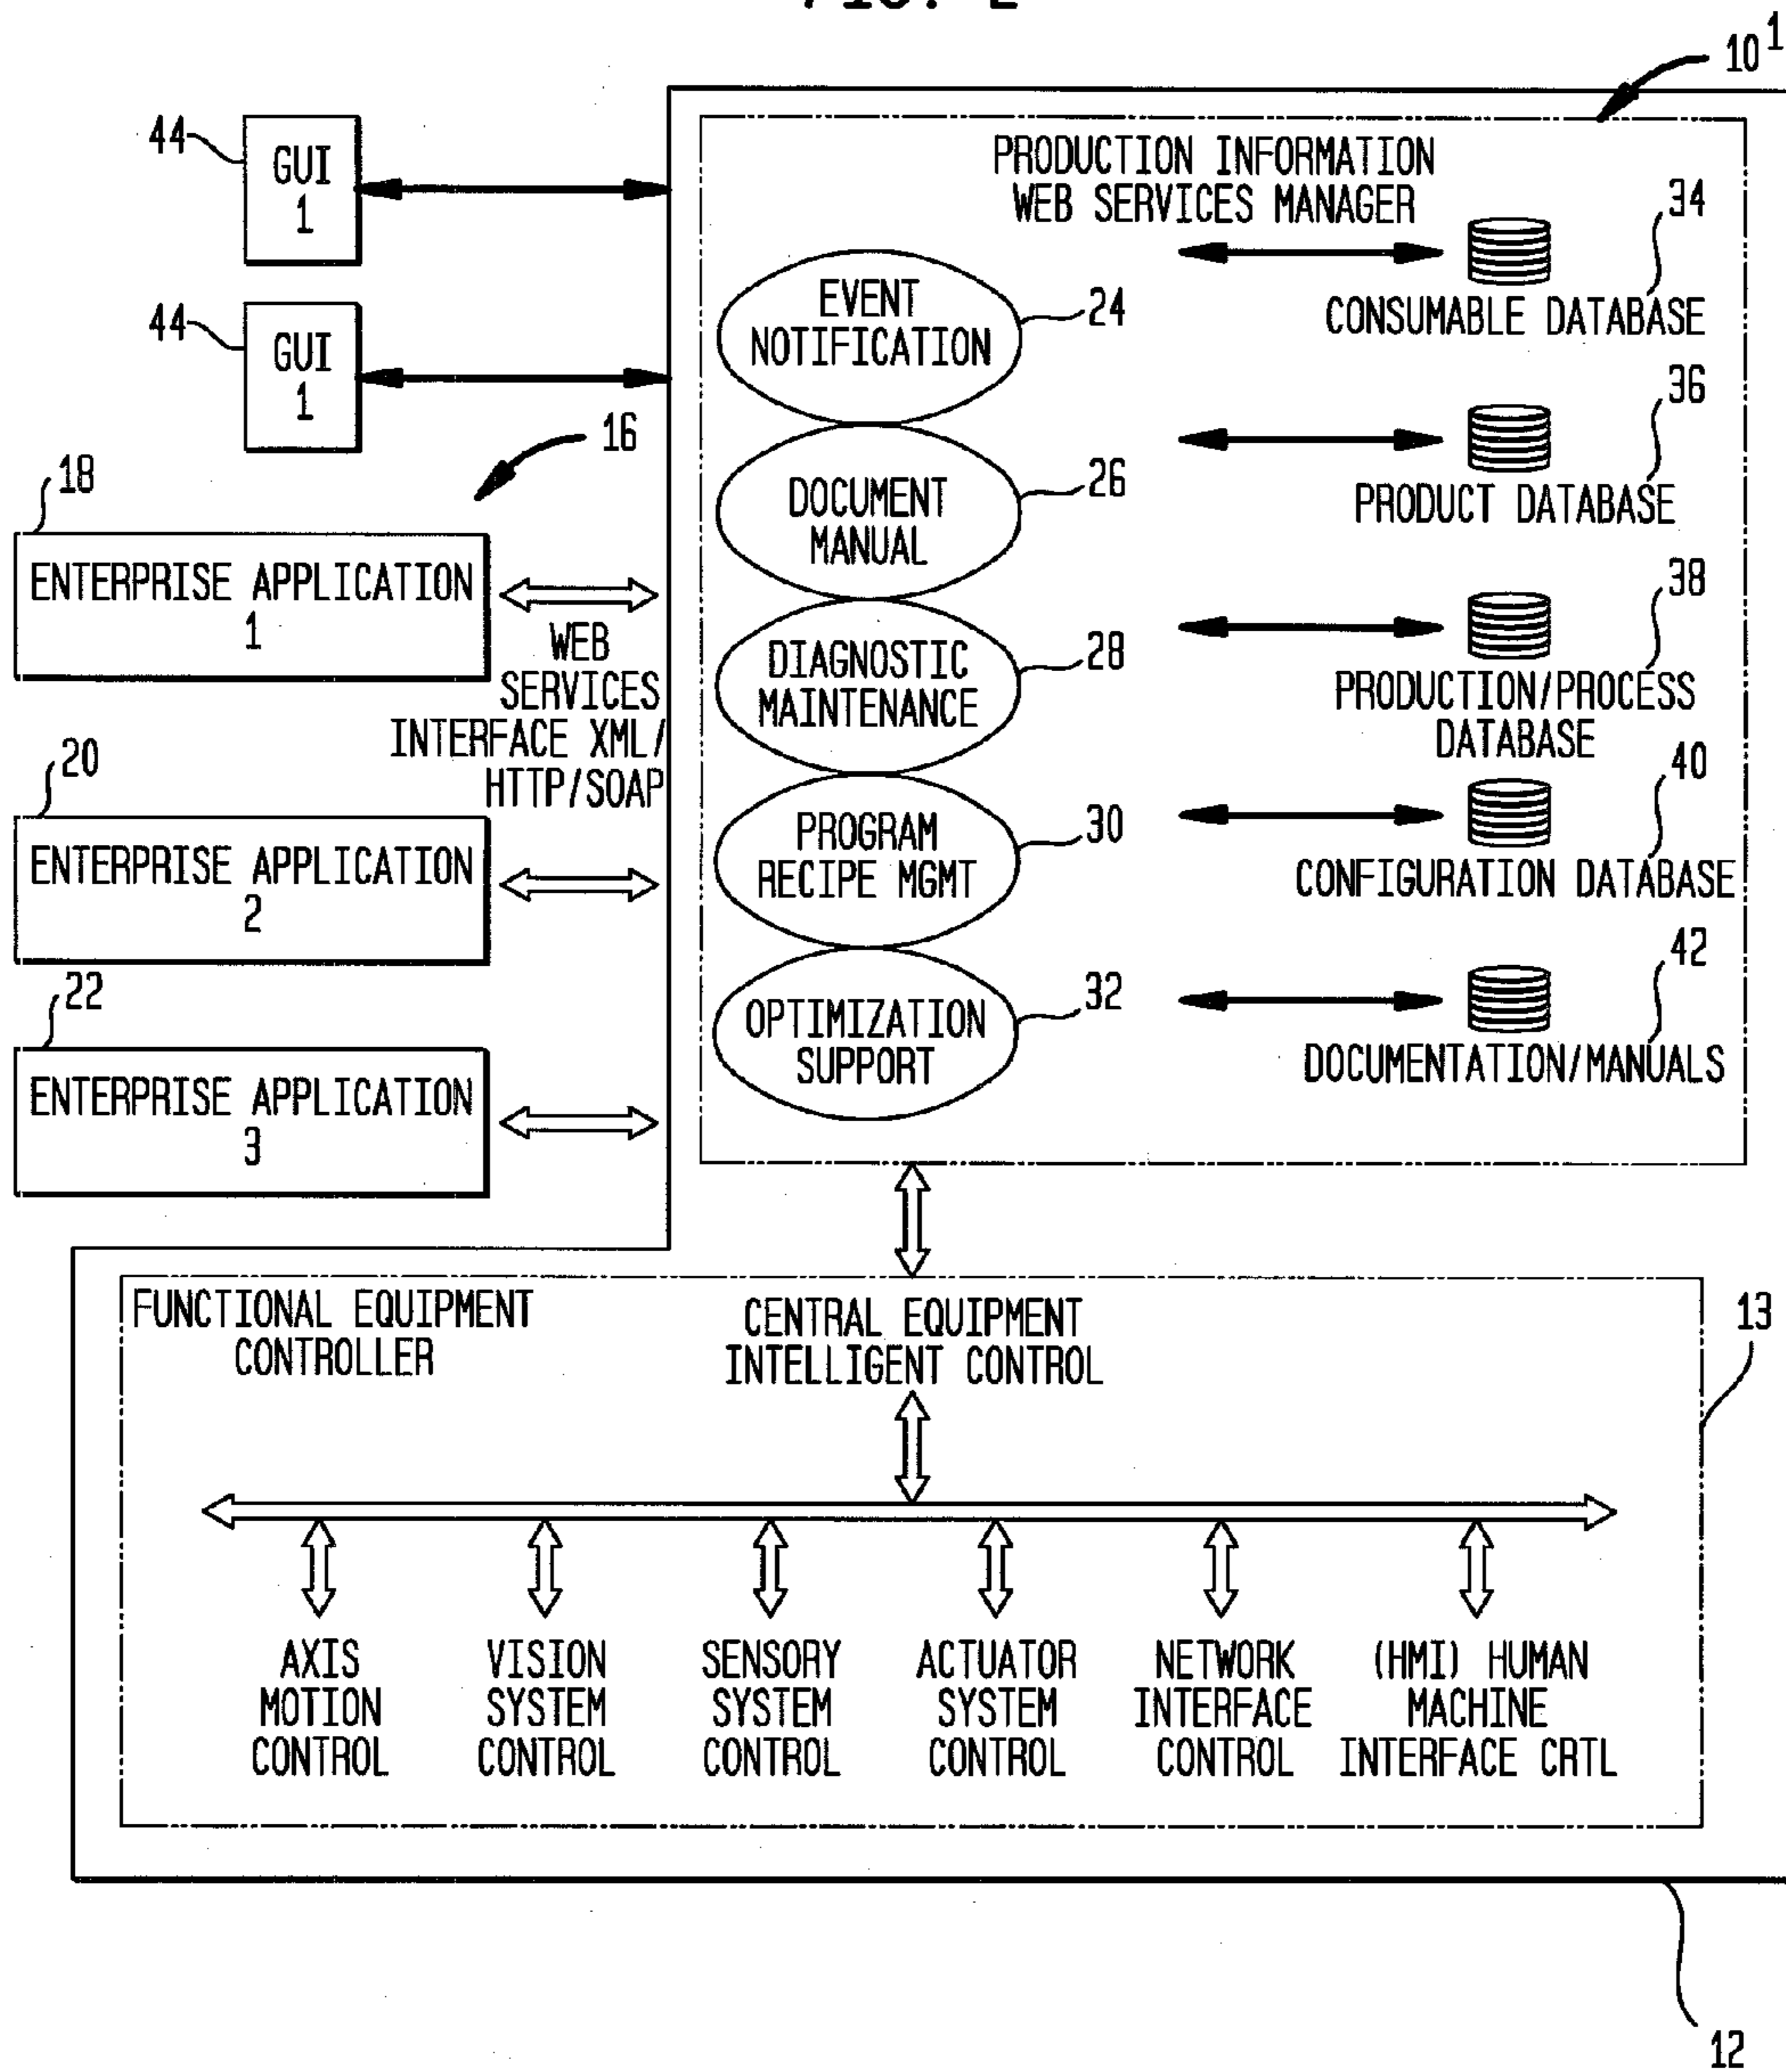 10¹
44
GUI
1
PRODUCTION INFORMATION
WEB SERVICES MANAGER
34
CONSUMABLE DATABASE
EVENT
NOTIFICATION
24
44
GUI
1
36
PRODUCT DATABASE
16
DOCUMENT
MANUAL
26
18
ENTERPRISE APPLICATION
1
WEB
SERVICES
INTERFACE XML/
HTTP/SOAP
38
PRODUCTION/PROCESS
DATABASE
DIAGNOSTIC
MAINTENANCE
28
20
ENTERPRISE APPLICATION
2
PROGRAM
RECIPE MGMT
30
40
CONFIGURATION DATABASE
22
ENTERPRISE APPLICATION
3
OPTIMIZATION
SUPPORT
32
42
DOCUMENTATION/MANUALS
FUNCTIONAL EQUIPMENT
CONTROLLER
CENTRAL EQUIPMENT
INTELLIGENT CONTROL
13
AXIS
MOTION
CONTROL
VISION
SYSTEM
CONTROL
SENSORY
SYSTEM
CONTROL
ACTUATOR
SYSTEM
CONTROL
NETWORK
INTERFACE
CONTROL
(HMI) HUMAN
MACHINE
INTERFACE CRTL
12